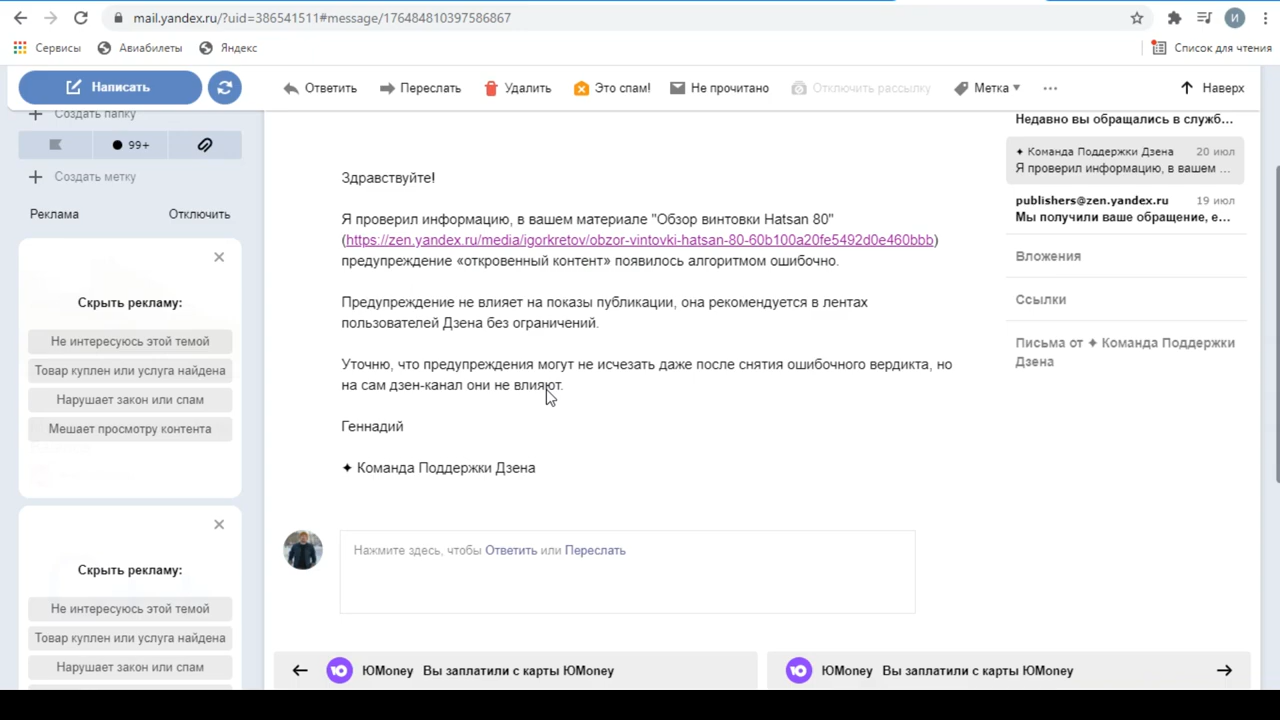 mail.yandex.ru/?uid=386541511#message/176484810397586867
И
Сервисы
Авиабилеты
Яндекс
Список для чтения
Написать
Ответить
Переслать
Удалить
Это спам!
Не прочитано
Отключить рассылку
Метка
Наверх
Создать папку
99+
Создать метку
Реклама
Отключить
Скрыть рекламу:
Не интересуюсь этой темой
Товар куплен или услуга найдена
Нарушает закон или спам
Мешает просмотру контента
Скрыть рекламу:
Не интересуюсь этой темой
Товар куплен или услуга найдена
Нарушает закон или спам
Здравствуйте!
Я проверил информацию, в вашем материале "Обзор винтовки Hatsan 80"
(https://zen.yandex.ru/media/igorkretov/obzor-vintovki-hatsan-80-60b100a20fe5492d0e460bbb)
предупреждение «откровенный контент» появилось алгоритмом ошибочно.
Предупреждение не влияет на показы публикации, она рекомендуется в лентах
пользователей Дзена без ограничений.
Уточню, что предупреждения могут не исчезать даже после снятия ошибочного вердикта, но
на сам дзен-канал они не влияют.
Геннадий
✦ Команда Поддержки Дзена
Нажмите здесь, чтобы Ответить или Переслать
ЮMoney Вы заплатили с карты ЮMoney
ЮMoney Вы заплатили с карты ЮMoney
Недавно вы обращались в служб...
✦ Команда Поддержки Дзена 20 июл
Я проверил информацию, в вашем ...
publishers@zen.yandex.ru 19 июл
Мы получили ваше обращение, е...
Вложения
Ссылки
Письма от ✦ Команда Поддержки
Дзена